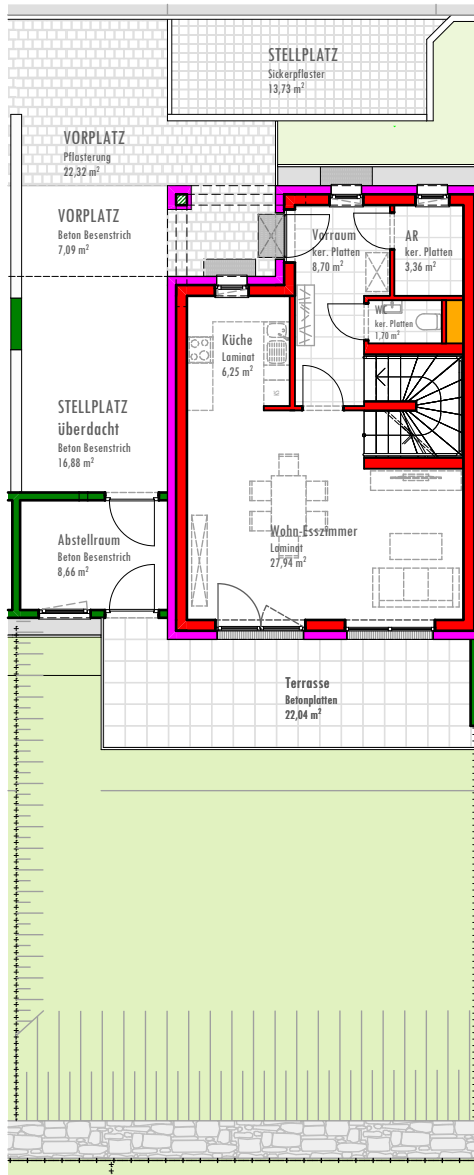 STELLPLATZ
Sickerpflaster
13,73 m²
VORPLATZ
Pflasterung
22,32 m²
VORPLATZ
Beton Besenstrich
7,09 m²
Vorraum
ker. Platten
8,70 m²
AR
ker. Platten
3,36 m²
WC
ker. Platten
1,70 m²
Küche
Laminat
6,25 m²
KS
STELLPLATZ
überdacht
Beton Besenstrich
16,88 m²
Abstellraum
Beton Besenstrich
8,66 m²
Wohn-Esszimmer
Laminat
27,94 m²
Terrasse
Betonplatten
22,04 m²